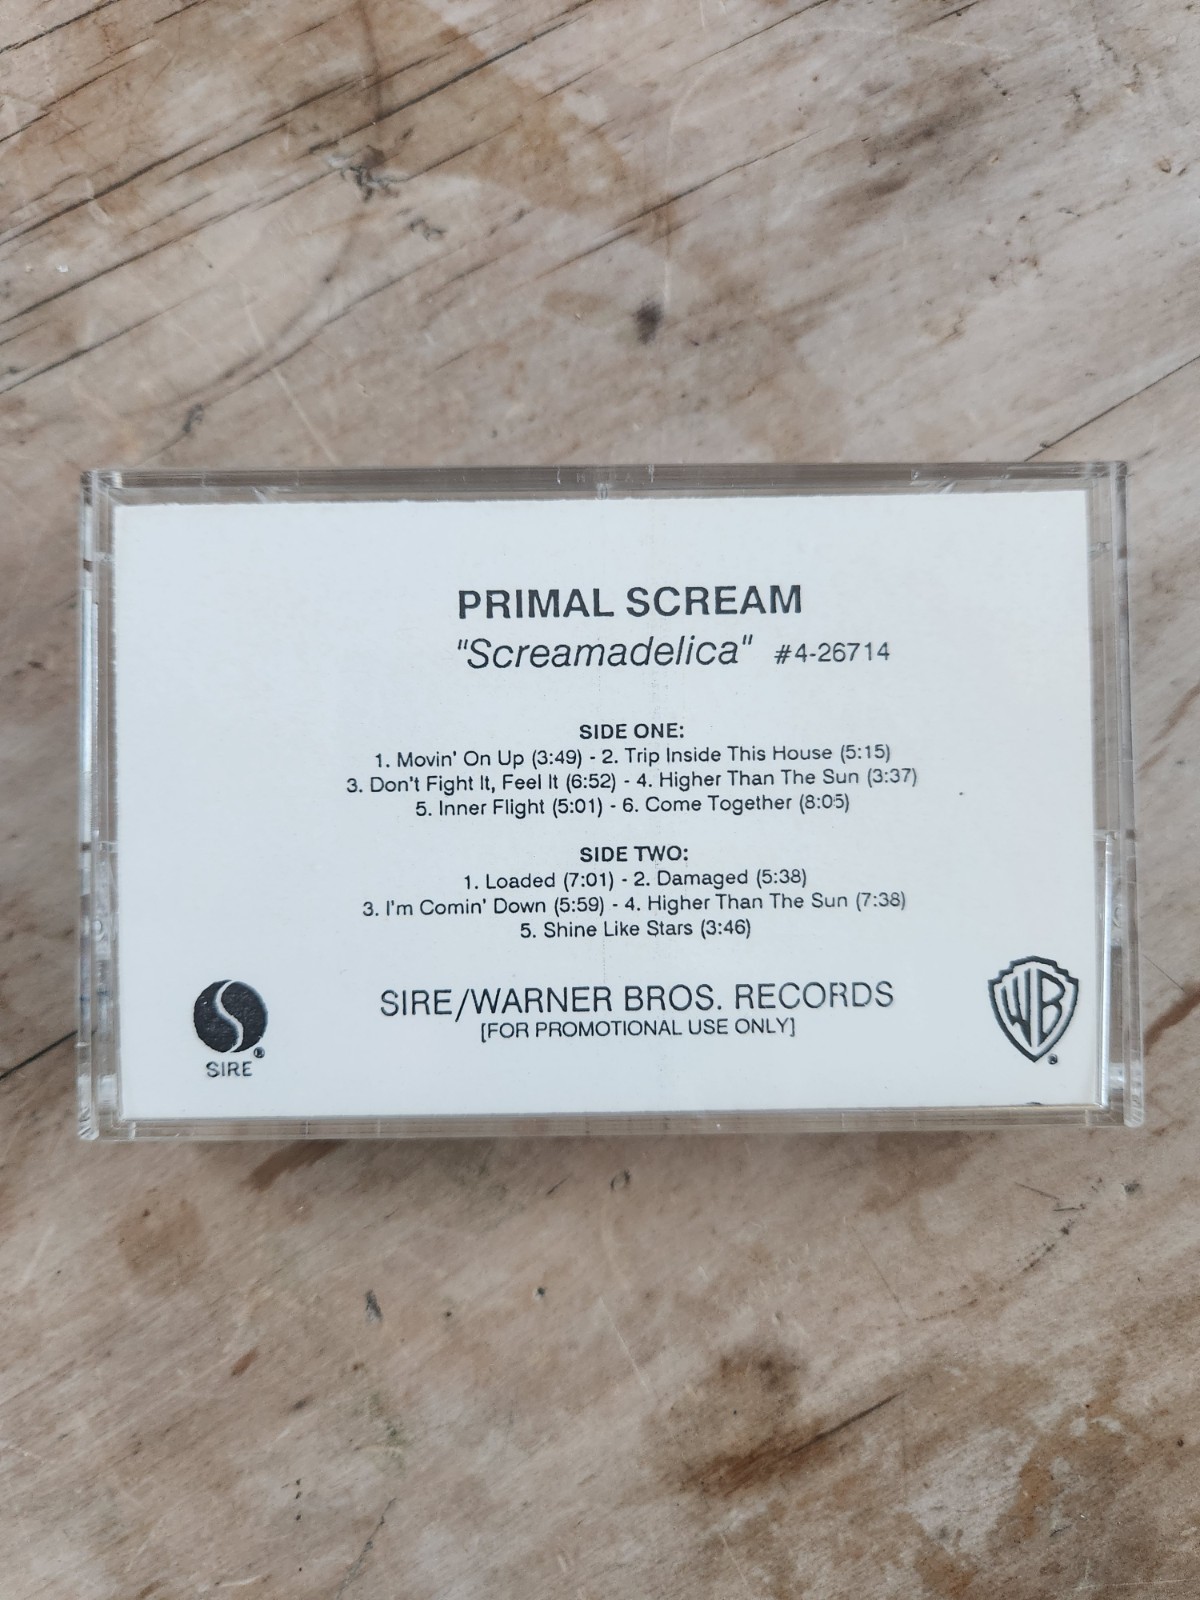 PRIMAL SCREAM
"Screamadelica" #4-26714
SIDE ONE:
1. Movin' On Up (3:49) - 2. Trip Inside This House (5:15)
3. Don't Fight It, Feel It (6:52) - 4. Higher Than The Sun (3:37)
5. Inner Flight (5:01) - 6. Come Together (8:05)
SIDE TWO:
1. Loaded (7:01) - 2. Damaged (5:38)
3. I'm Comin' Down (5:59) - 4. Higher Than The Sun (7:38)
5. Shine Like Stars (3:46)
SIRE/WARNER BROS. RECORDS
[FOR PROMOTIONAL USE ONLY]
S ®
SIRE
WB ®